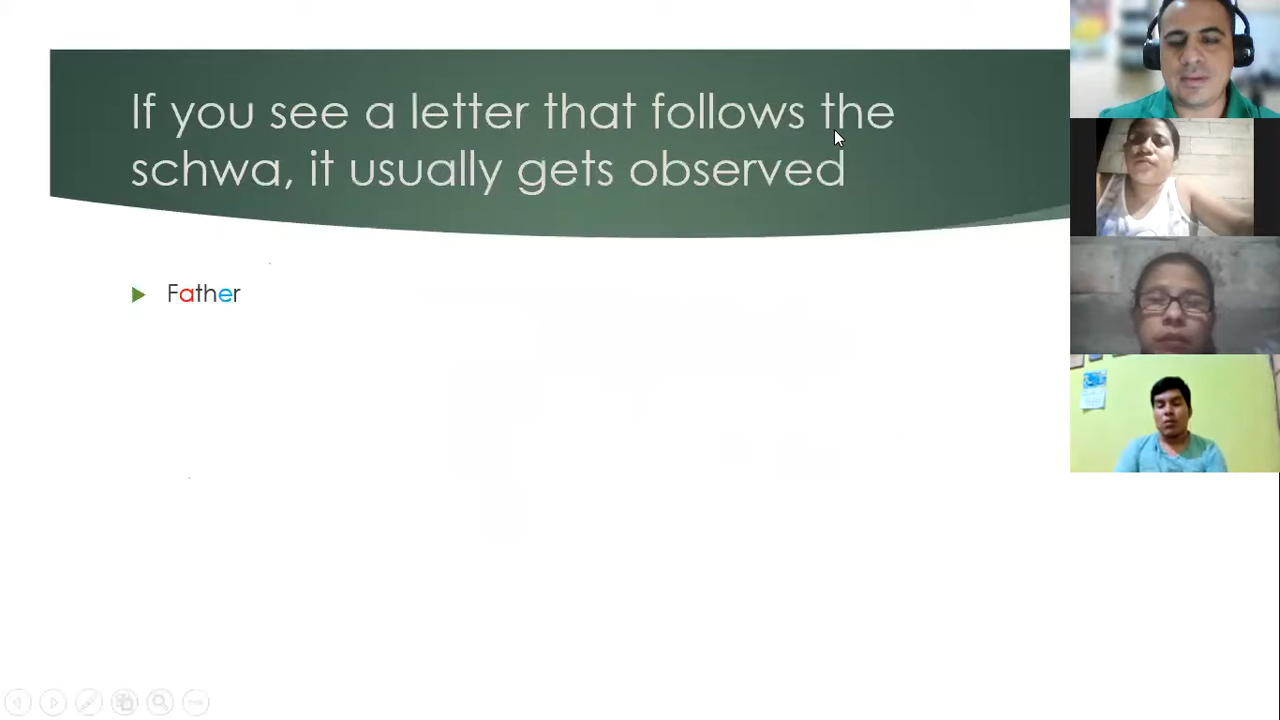 If you see a letter that follows the
schwa, it usually gets observed
Father